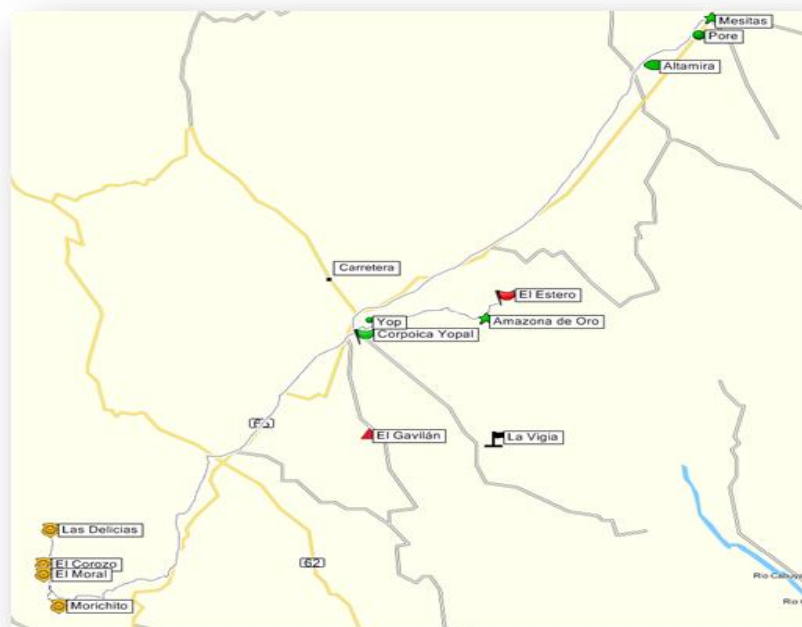 Mesitas
Pore
Altamira
Carretera
El Estero
Yop
Amazona de Oro
Corpoica Yopal
El Gavilán
La Vigia
Las Delicias
El Corozo
62
El Moral
Morichito
Rio
Rio